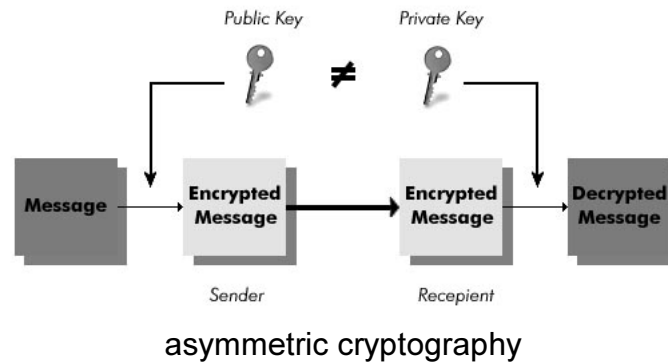 Public Key
Private Key
≠
Message
Encrypted
Message
Encrypted
Message
Decrypted
Message
Sender
Recepient
asymmetric cryptography